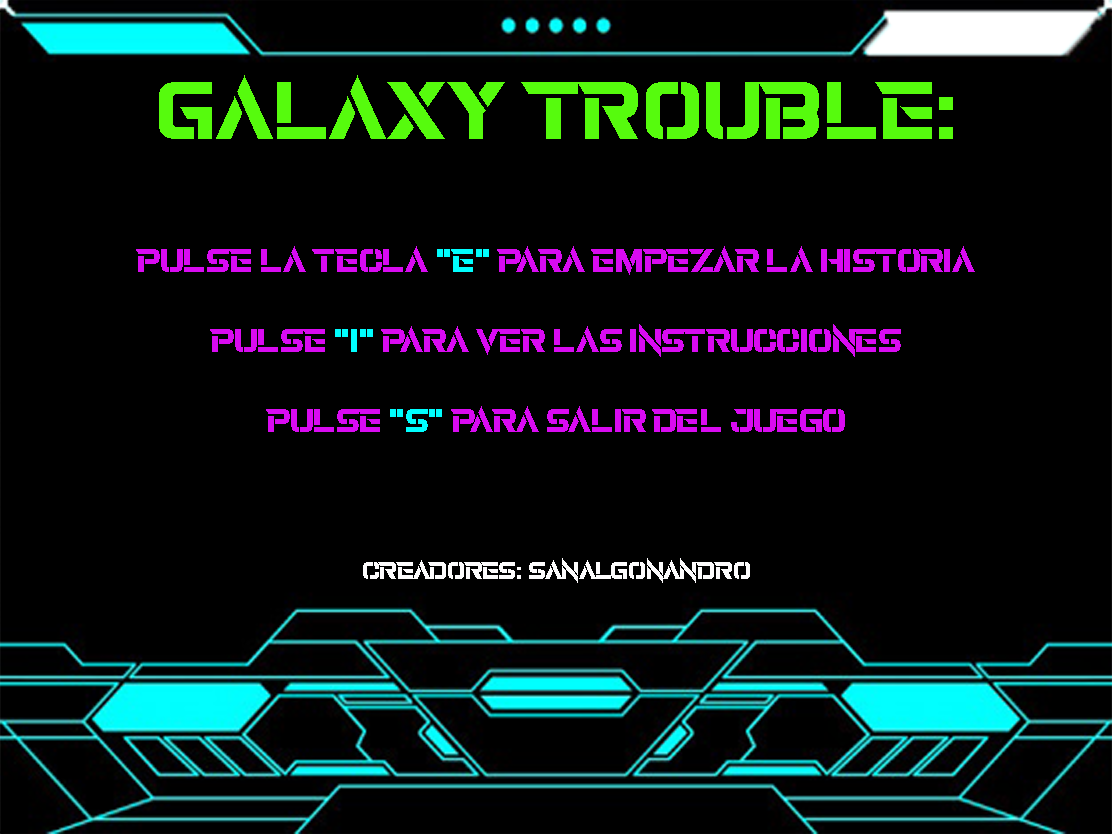 GALAXY TROUBLE:
PULSE LA TECLA "E" PARA EMPEZAR LA HISTORIA
PULSE "I" PARA VER LAS INSTRUCCIONES
PULSE "S" PARA SALIR DEL JUEGO
CREADORES: SANALGONANDRO